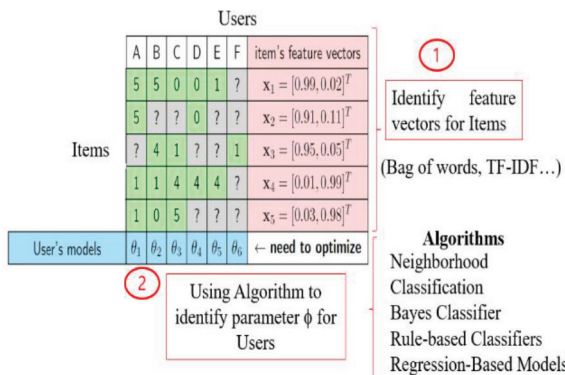 Users
A B C D E F item's feature vectors
5 5 0 0 1 ? x₁ = [0.99, 0.02]ᵀ
5 ? ? 0 ? ? x₂ = [0.91, 0.11]ᵀ
Items ? 4 1 ? ? 1 x₃ = [0.95, 0.05]ᵀ
1 1 4 4 4 ? x₄ = [0.01, 0.99]ᵀ
1 0 5 ? ? ? x₅ = [0.03, 0.98]ᵀ
User's models θ₁ θ₂ θ₃ θ₄ θ₅ θ₆ ← need to optimize
1
Identify feature
vectors for Items
(Bag of words, TF-IDF…)
2
Using Algorithm to
identify parameter ϕ for
Users
Algorithms
Neighborhood
Classification
Bayes Classifier
Rule-based Classifiers
Regression-Based Models